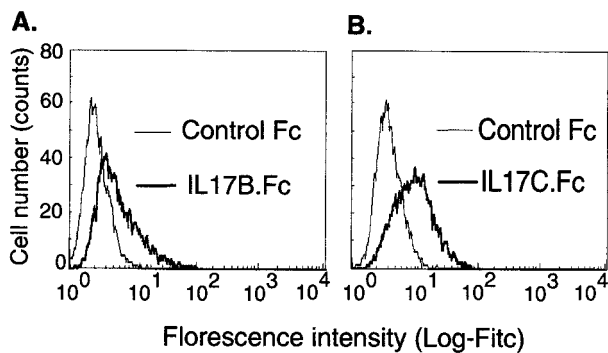 A.
B.
Cell number (counts)
80
60
40
20
0
Control Fc
IL17B.Fc
Control Fc
IL17C.Fc
10^0 10^1 10^2 10^3 10^4
10^0 10^1 10^2 10^3 10^4
Florescence intensity (Log-Fitc)